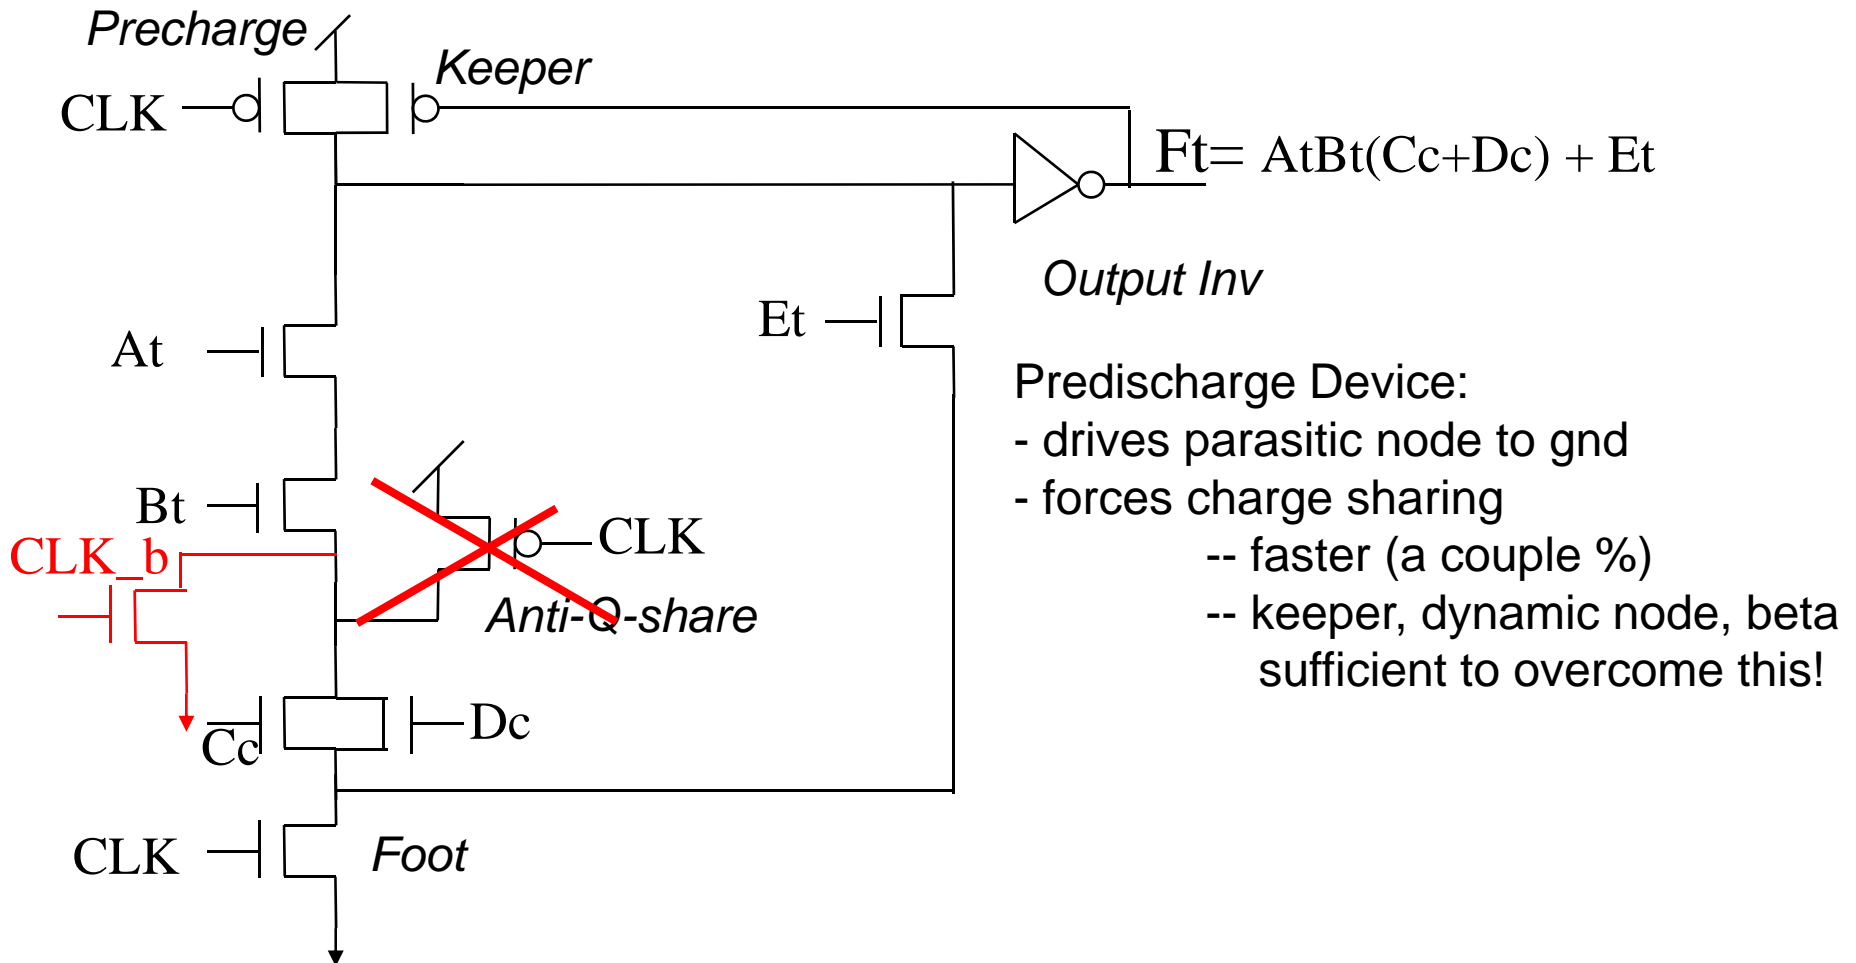 Precharge
Keeper
CLK
Ft= AtBt(Cc+Dc) + Et
Output Inv
Et
At
Predischarge Device:
- drives parasitic node to gnd
- forces charge sharing
-- faster (a couple %)
-- keeper, dynamic node, beta
sufficient to overcome this!
Bt
CLK
CLK_b
Anti-Q-share
Cc
Dc
CLK
Foot